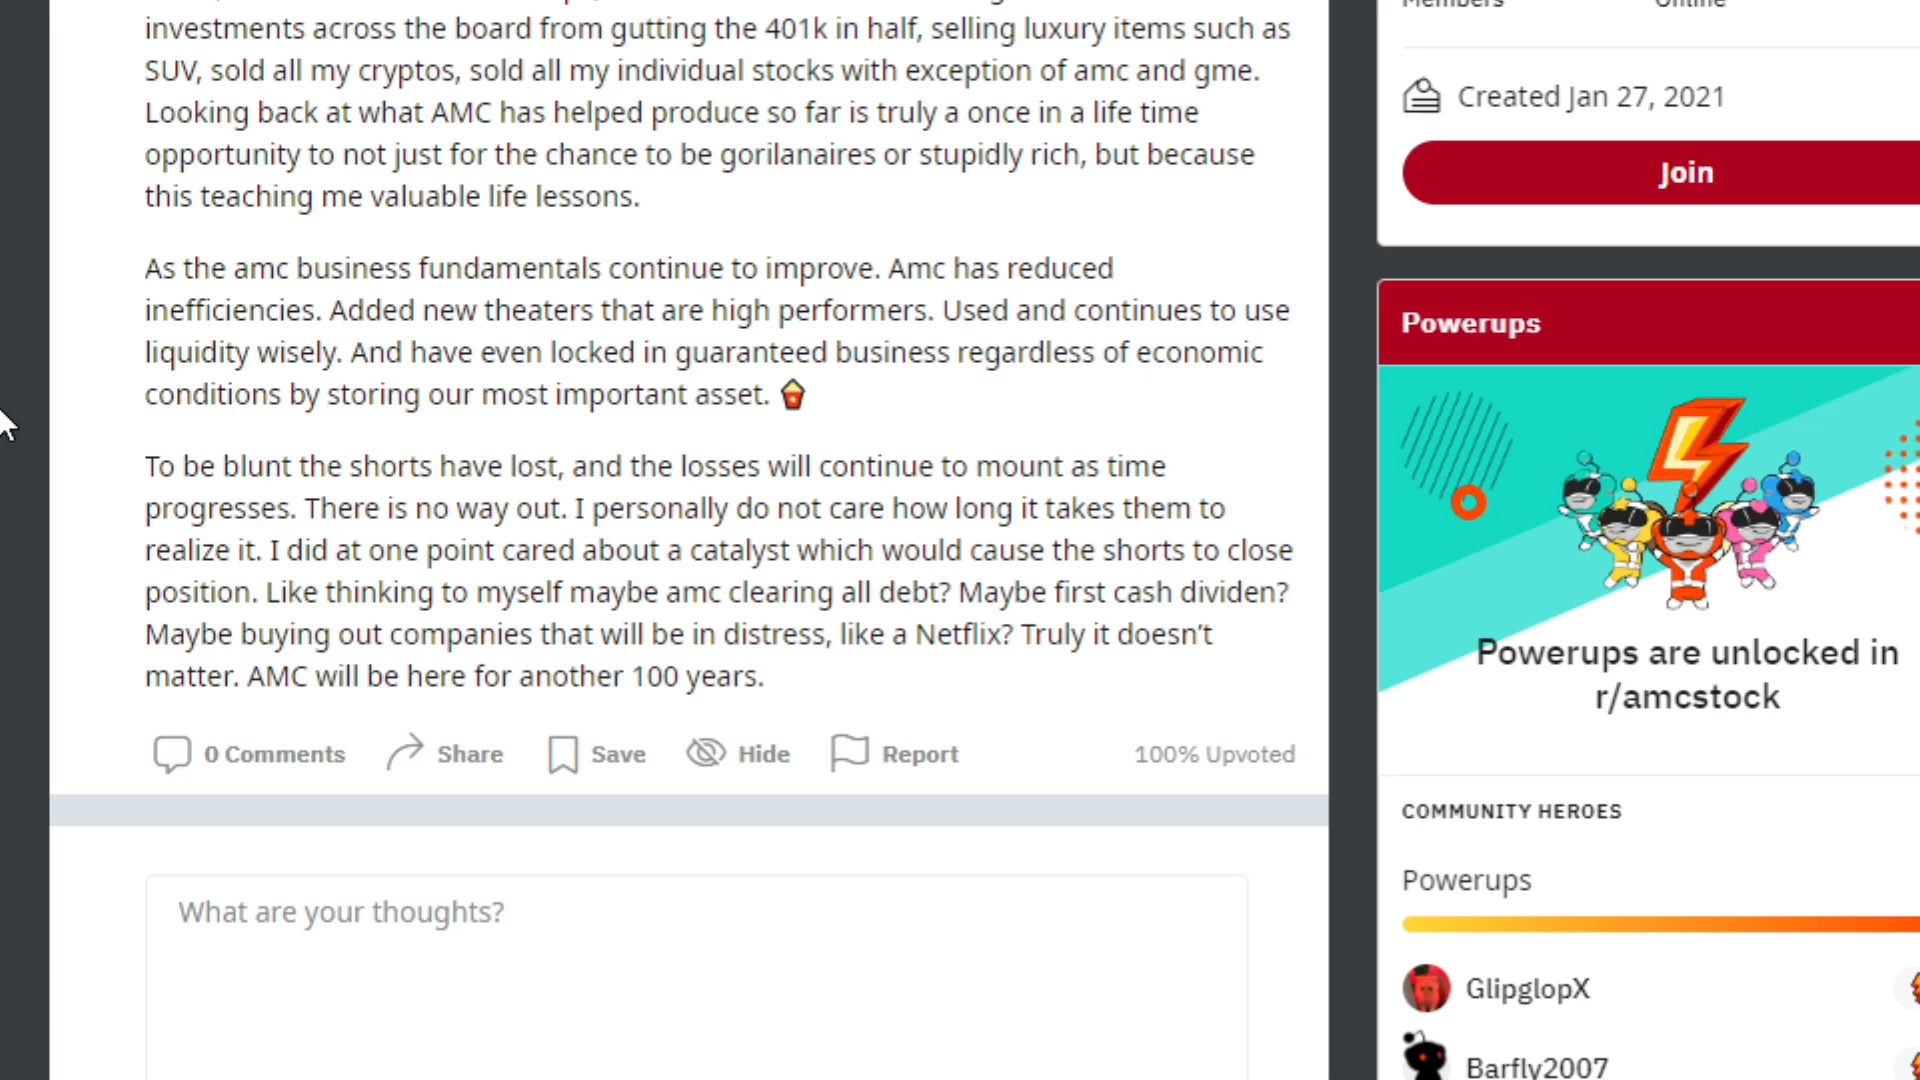 investments across the board from gutting the 401k in half, selling luxury items such as
SUV, sold all my cryptos, sold all my individual stocks with exception of amc and gme.
Looking back at what AMC has helped produce so far is truly a once in a life time
opportunity to not just for the chance to be gorilanaires or stupidly rich, but because
this teaching me valuable life lessons.
As the amc business fundamentals continue to improve. Amc has reduced
inefficiencies. Added new theaters that are high performers. Used and continues to use
liquidity wisely. And have even locked in guaranteed business regardless of economic
conditions by storing our most important asset.
To be blunt the shorts have lost, and the losses will continue to mount as time
progresses. There is no way out. I personally do not care how long it takes them to
realize it. I did at one point cared about a catalyst which would cause the shorts to close
position. Like thinking to myself maybe amc clearing all debt? Maybe first cash dividen?
Maybe buying out companies that will be in distress, like a Netflix? Truly it doesn't
matter. AMC will be here for another 100 years.
0 Comments Share Save Hide Report 100% Upvoted
What are your thoughts?
Members Online
Created Jan 27, 2021
Join
Powerups
Powerups are unlocked in
r/amcstock
COMMUNITY HEROES
Powerups
GlipglopX
Barfly2007